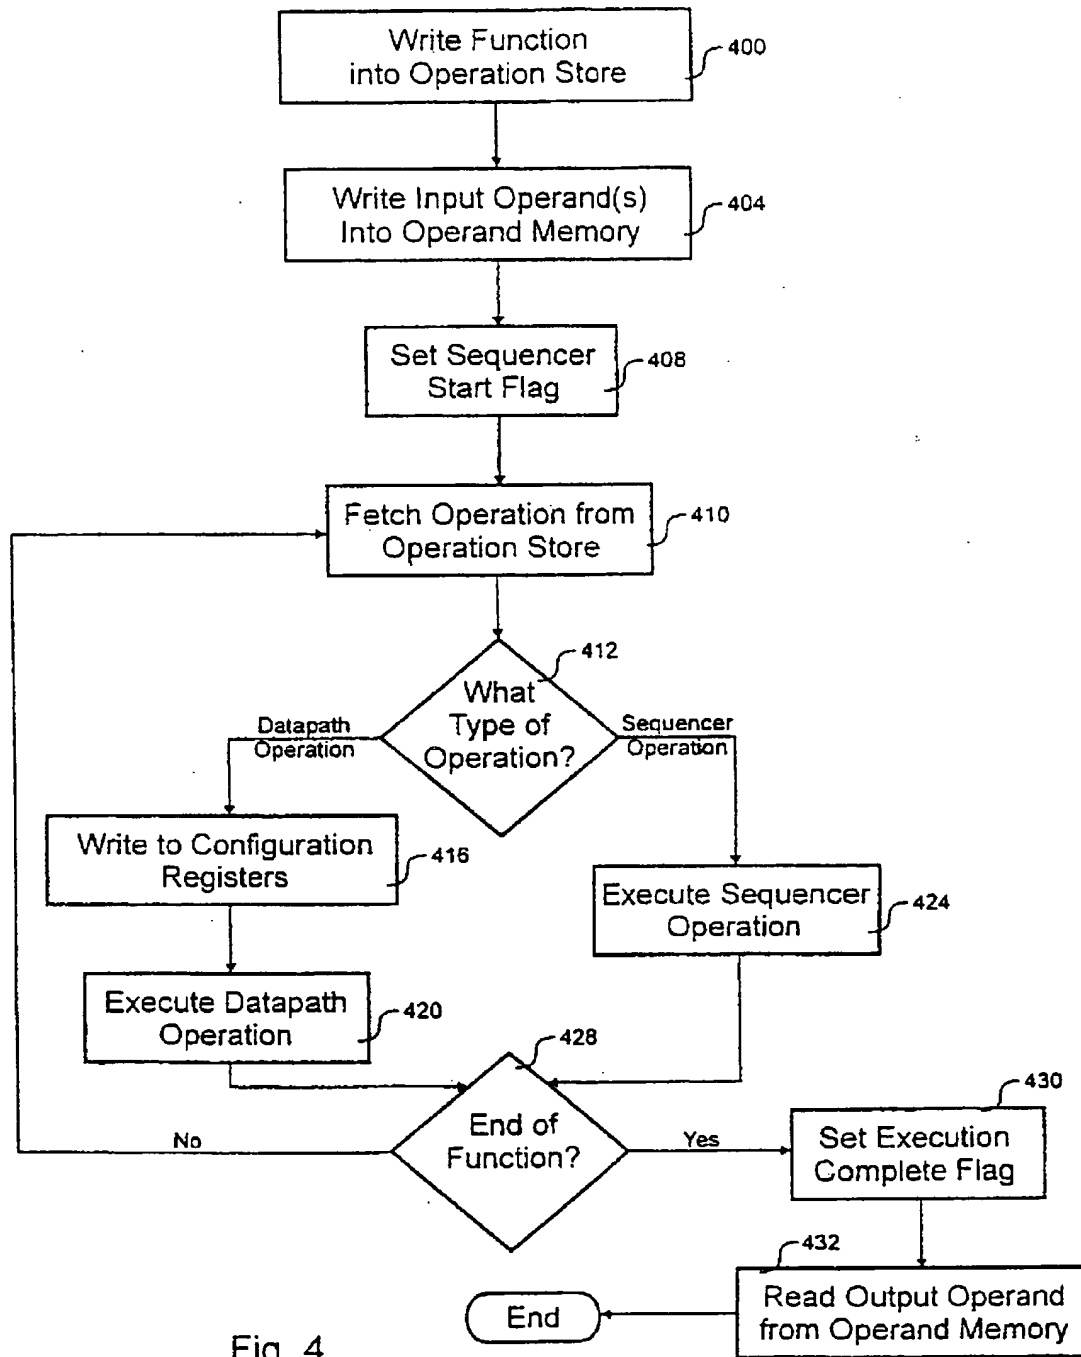 Write Function
into Operation Store
400
Write Input Operand(s)
Into Operand Memory
404
Set Sequencer
Start Flag
408
Fetch Operation from
Operation Store
410
412
What
Type of
Operation?
Datapath
Operation
Sequencer
Operation
Write to Configuration
Registers
416
Execute Sequencer
Operation
424
Execute Datapath
Operation
420
428
End of
Function?
No
Yes
430
Set Execution
Complete Flag
432
Read Output Operand
from Operand Memory
End
Fig. 4